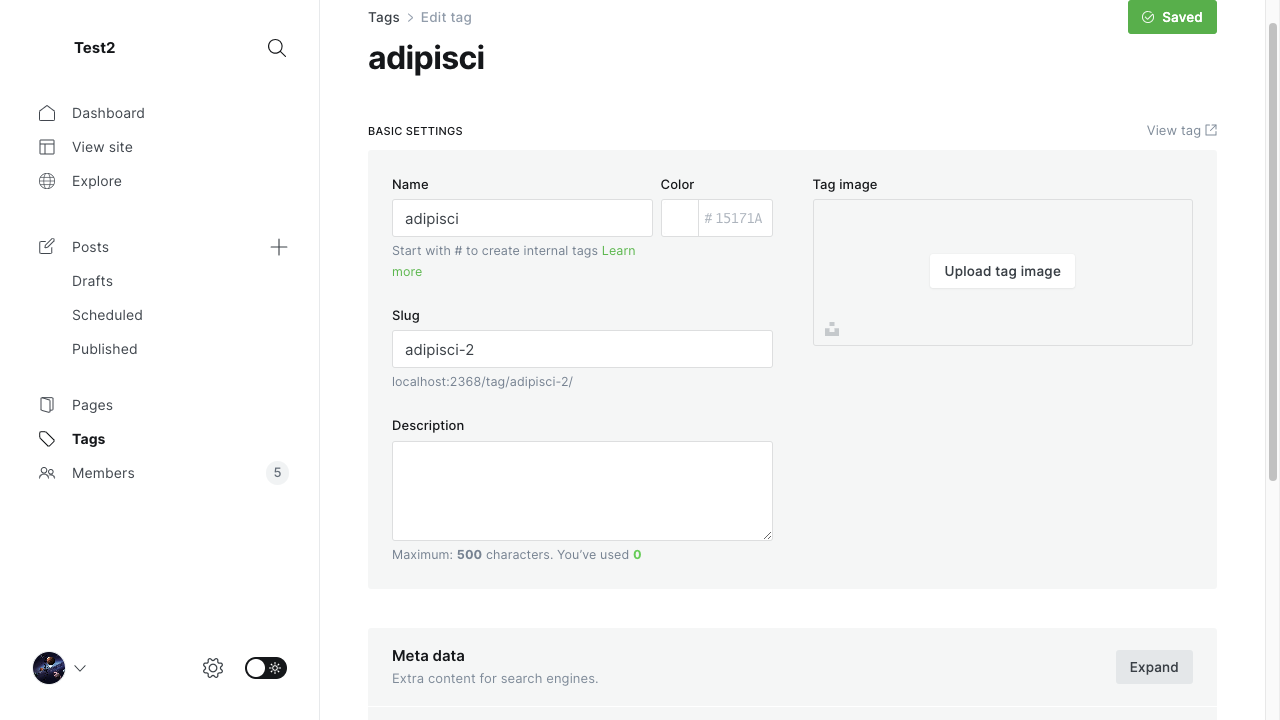 Test2
Dashboard
View site
Explore
Posts
Drafts
Scheduled
Published
Pages
Tags
Members 5
Tags Edit tag
Saved
adipisci
BASIC SETTINGS
View tag
Name
Color
adipisci
# 15171A
Start with # to create internal tags Learn
more
Slug
adipisci-2
localhost:2368/tag/adipisci-2/
Description
Maximum: 500 characters. You've used 0
Tag image
Upload tag image
Meta data
Extra content for search engines.
Expand